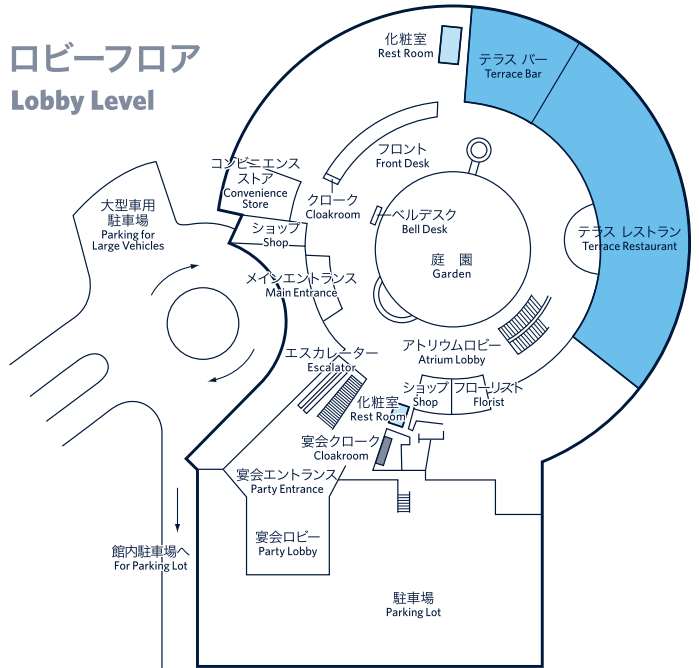 ロビーフロア
Lobby Level
化粧室
Rest Room
テラス バー
Terrace Bar
フロント
Front Desk
コンビニエンス
ストア
Convenience
Store
クローク
Cloakroom
ベルデスク
Bell Desk
大型車用
駐車場
Parking for
Large Vehicles
ショップ
Shop
テラス レストラン
Terrace Restaurant
庭 園
Garden
メインエントランス
Main Entrance
アトリウムロビー
Atrium Lobby
エスカレーター
Escalator
ショップ
Shop
フローリスト
Florist
化粧室
Rest Room
宴会クローク
Cloakroom
宴会エントランス
Party Entrance
宴会ロビー
Party Lobby
館内駐車場へ
For Parking Lot
駐車場
Parking Lot